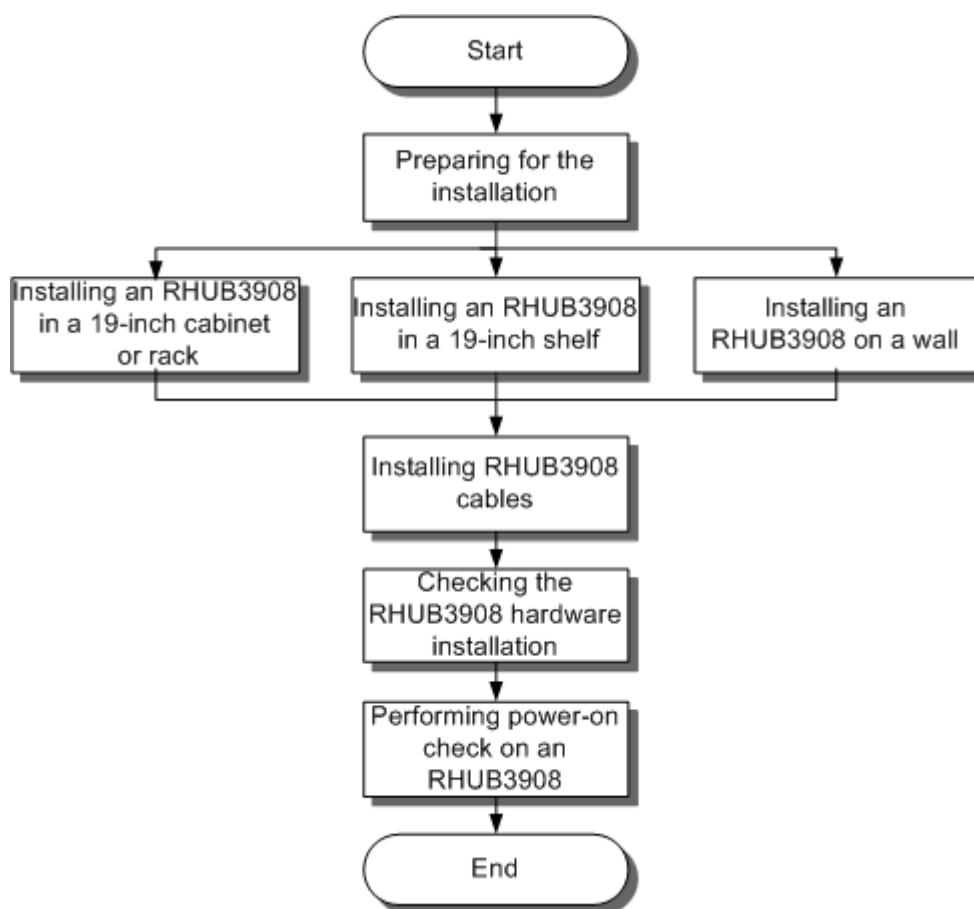 Start
Preparing for the
installation
Installing an RHUB3908
in a 19-inch cabinet
or rack
Installing an RHUB3908
in a 19-inch shelf
Installing an
RHUB3908 on a wall
Installing RHUB3908
cables
Checking the
RHUB3908 hardware
installation
Performing power-on
check on an
RHUB3908
End